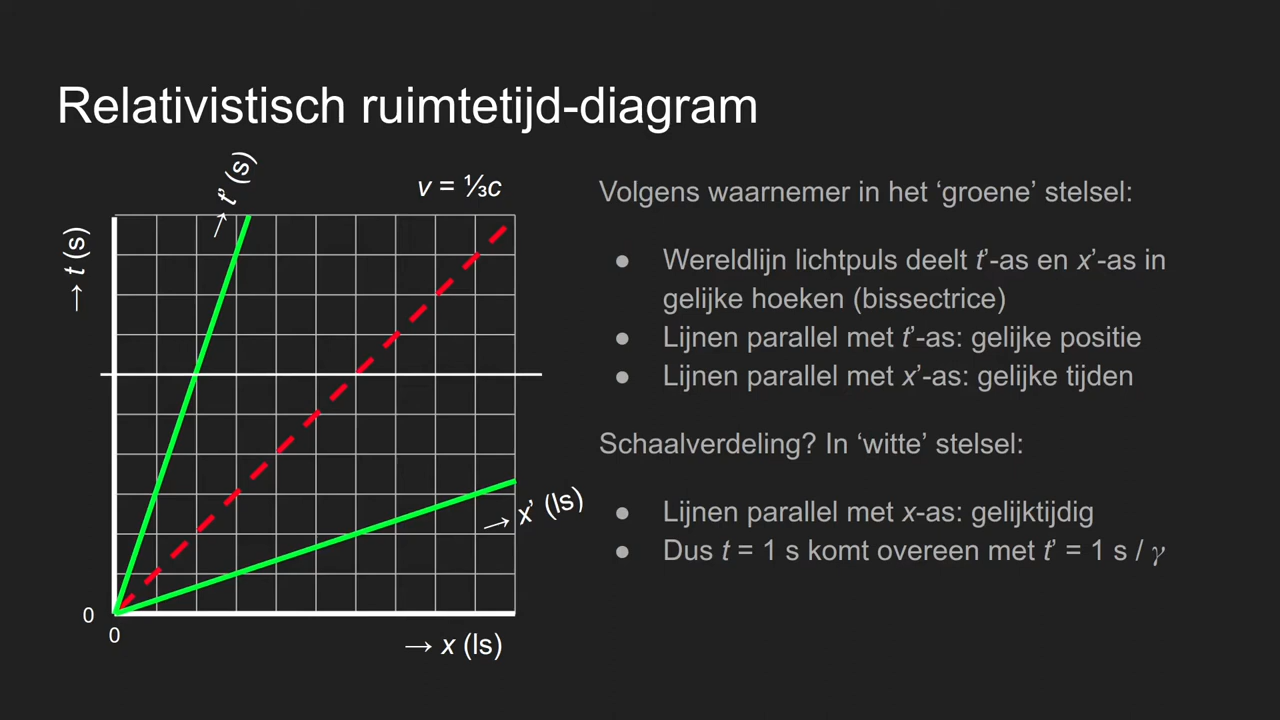 Relativistisch ruimtetijd-diagram
→ t' (s)
v = ⅓c
→ t (s)
→ x' (ls)
0
0
→ x (ls)
Volgens waarnemer in het ‘groene’ stelsel:
● Wereldlijn lichtpuls deelt t'-as en x'-as in
gelijke hoeken (bissectrice)
● Lijnen parallel met t'-as: gelijke positie
● Lijnen parallel met x'-as: gelijke tijden
Schaalverdeling? In ‘witte’ stelsel:
● Lijnen parallel met x-as: gelijktijdig
● Dus t = 1 s komt overeen met t' = 1 s / γ